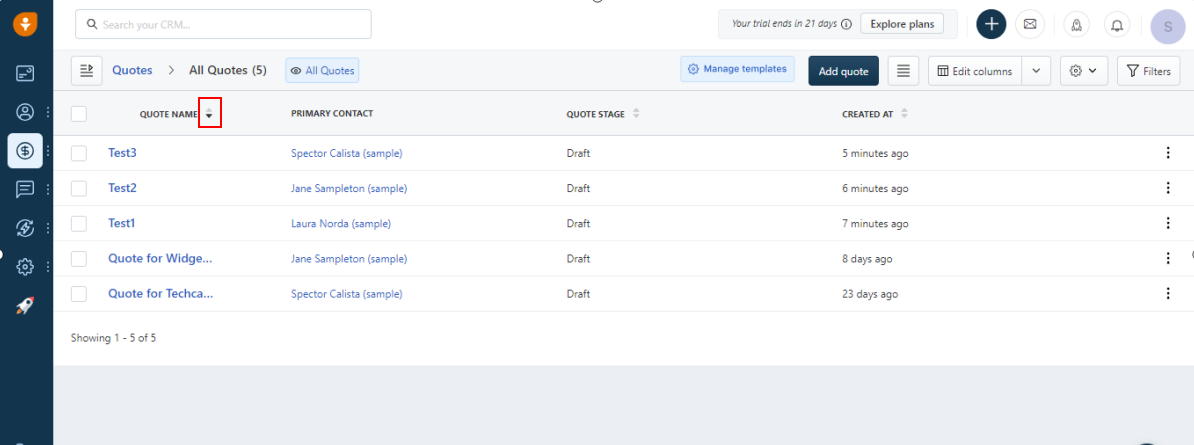 Search your CRM...
Your trial ends in 21 days Explore plans
S
Quotes > All Quotes (5) All Quotes Manage templates Add quote Edit columns Filters
QUOTE NAME PRIMARY CONTACT QUOTE STAGE CREATED AT
Test3 Spector Calista (sample) Draft 5 minutes ago
Test2 Jane Sampleton (sample) Draft 6 minutes ago
Test1 Laura Norda (sample) Draft 7 minutes ago
Quote for Widge... Jane Sampleton (sample) Draft 8 days ago
Quote for Techca... Spector Calista (sample) Draft 23 days ago
Showing 1 - 5 of 5